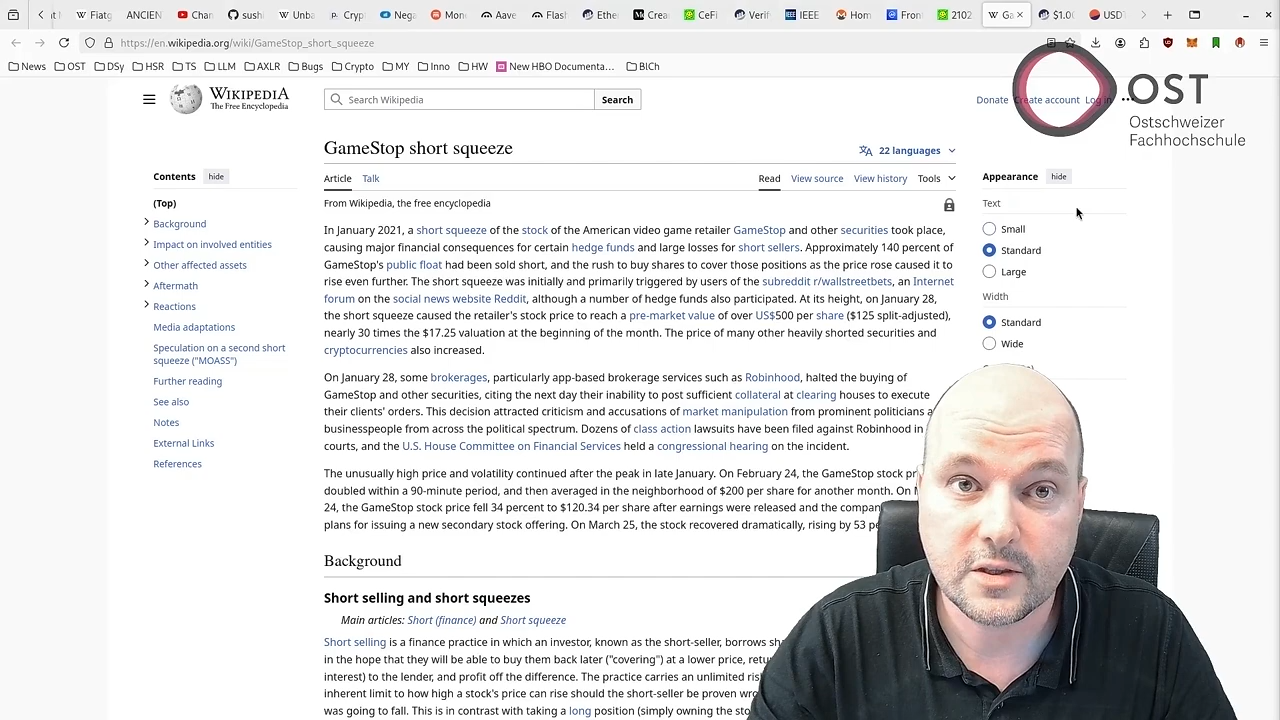 Fiatg
ANCIEN
Chan
sush
Unba
Cryp
Nega
Mon
Aave
Flash
Ethe
Crea
CeFi
Verif
IEEE
Hom
Front
2102
Ga
$1.0
USD
https://en.wikipedia.org/wiki/GameStop_short_squeeze
News OST DSy HSR TS LLM AXLR Bugs Crypto MY Inno HW New HBO Documenta... BICh
WIKIPEDIA
The Free Encyclopedia
Search Wikipedia
Search
Donate Create account Log in
OST
Ostschweizer
Fachhochschule
GameStop short squeeze
22 languages
Article Talk
Read View source View history Tools
From Wikipedia, the free encyclopedia
Contents hide
(Top)
Background
Impact on involved entities
Other affected assets
Aftermath
Reactions
Media adaptations
Speculation on a second short
squeeze ("MOASS")
Further reading
See also
Notes
External Links
References
In January 2021, a short squeeze of the stock of the American video game retailer GameStop and other securities took place,
causing major financial consequences for certain hedge funds and large losses for short sellers. Approximately 140 percent of
GameStop's public float had been sold short, and the rush to buy shares to cover those positions as the price rose caused it to
rise even further. The short squeeze was initially and primarily triggered by users of the subreddit r/wallstreetbets, an Internet
forum on the social news website Reddit, although a number of hedge funds also participated. At its height, on January 28,
the short squeeze caused the retailer's stock price to reach a pre-market value of over US$500 per share ($125 split-adjusted),
nearly 30 times the $17.25 valuation at the beginning of the month. The price of many other heavily shorted securities and
cryptocurrencies also increased.
On January 28, some brokerages, particularly app-based brokerage services such as Robinhood, halted the buying of
GameStop and other securities, citing the next day their inability to post sufficient collateral at clearing houses to execute
their clients' orders. This decision attracted criticism and accusations of market manipulation from prominent politicians a
businesspeople from across the political spectrum. Dozens of class action lawsuits have been filed against Robinhood in
courts, and the U.S. House Committee on Financial Services held a congressional hearing on the incident.
The unusually high price and volatility continued after the peak in late January. On February 24, the GameStop stock pr
doubled within a 90-minute period, and then averaged in the neighborhood of $200 per share for another month. On M
24, the GameStop stock price fell 34 percent to $120.34 per share after earnings were released and the compan
plans for issuing a new secondary stock offering. On March 25, the stock recovered dramatically, rising by 53 pe
Background
Short selling and short squeezes
Main articles: Short (finance) and Short squeeze
Short selling is a finance practice in which an investor, known as the short-seller, borrows sh
in the hope that they will be able to buy them back later ("covering") at a lower price, retu
interest) to the lender, and profit off the difference. The practice carries an unlimited ris
inherent limit to how high a stock's price can rise should the short-seller be proven wro
was going to fall. This is in contrast with taking a long position (simply owning the sto
Appearance hide
Text
Small
Standard
Large
Width
Standard
Wide